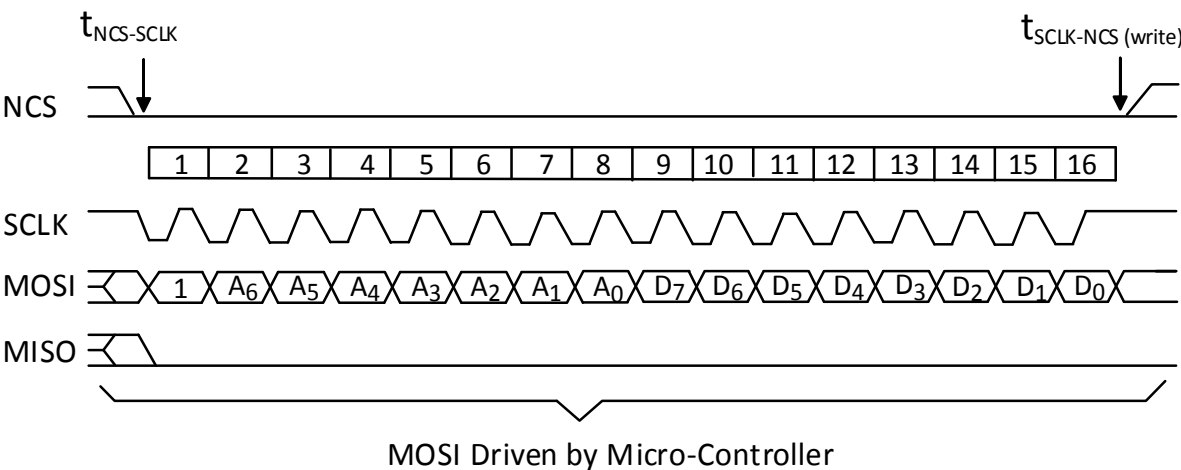 tNCS-SCLK tSCLK-NCS (write)
NCS
1 2 3 4 5 6 7 8 9 10 11 12 13 14 15 16
SCLK
MOSI 1 A6 A5 A4 A3 A2 A1 A0 D7 D6 D5 D4 D3 D2 D1 D0
MISO
MOSI Driven by Micro-Controller